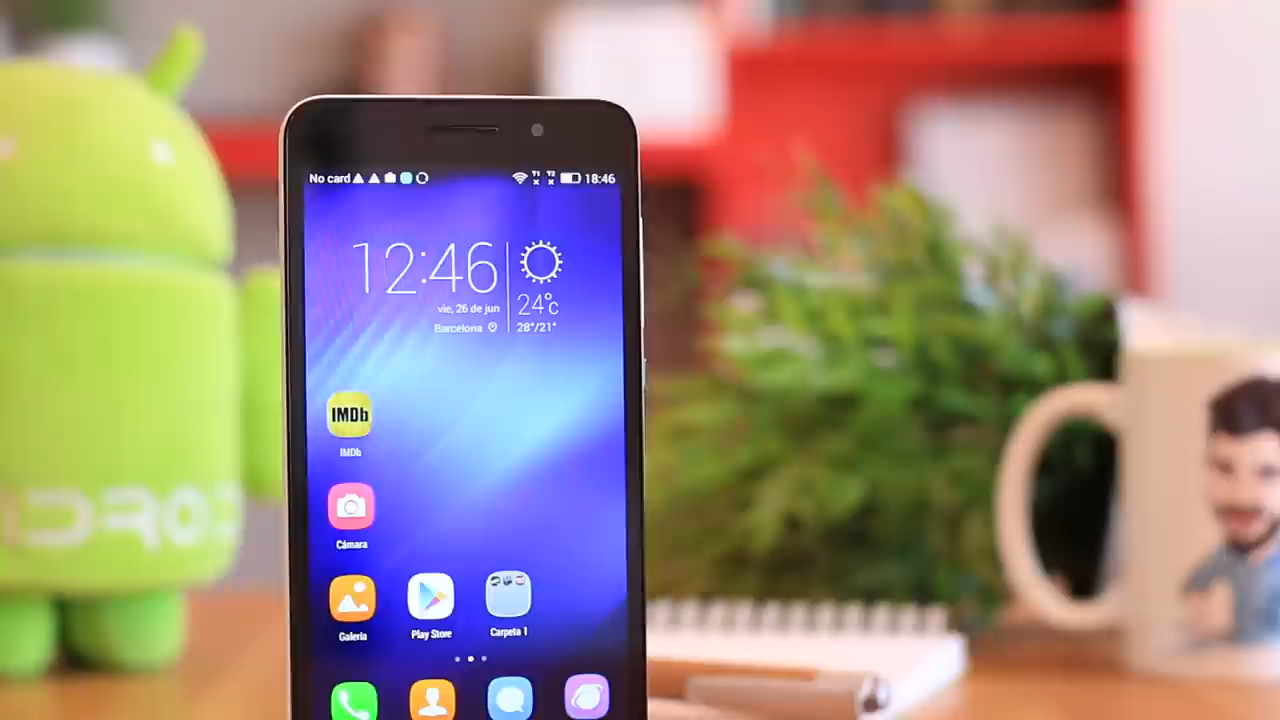 No card
18:46
12:46
vie, 26 de jun
Barcelona
24°c
28°/21°
IMDb
IMDb
Cámara
Galería
Play Store
Carpeta 1